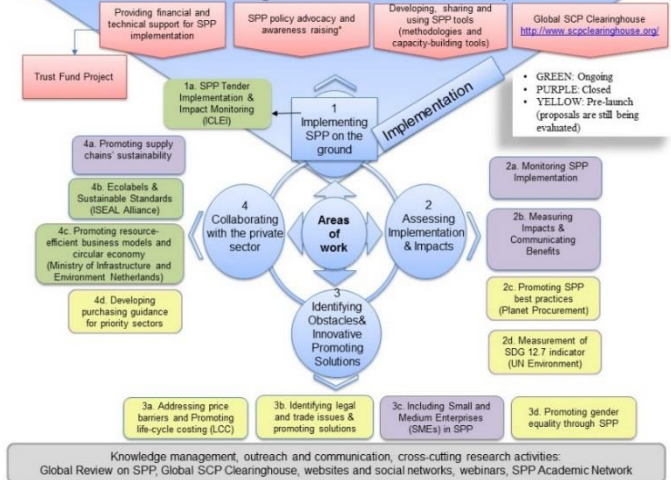 Providing financial and
technical support for SPP
implementation
SPP policy advocacy and
awareness raising*
Developing, sharing and
using SPP tools
(methodologies and
capacity-building tools)
Global SCP Clearinghouse
http://www.scpclearinghouse.org/
Trust Fund Project
• GREEN: Ongoing
• PURPLE: Closed
• YELLOW: Pre-launch
(proposals are still being
evaluated)
Implementation
1a. SPP Tender
Implementation &
Impact Monitoring
(ICLEI)
1
Implementing
SPP on the
ground
4a. Promoting supply
chains' sustainability
4b. Ecolabels &
Sustainable Standards
(ISEAL Alliance)
4c. Promoting resource-
efficient business models and
circular economy
(Ministry of Infrastructure and
Environment Netherlands)
4d. Developing
purchasing guidance
for priority sectors
4
Collaborating
with the private
sector
Areas
of
work
2
Assessing
Implementation
& Impacts
2a. Monitoring SPP
Implementation
2b. Measuring
Impacts &
Communicating
Benefits
2c. Promoting SPP
best practices
(Planet Procurement)
2d. Measurement of
SDG 12.7 indicator
(UN Environment)
3
Identifying
Obstacles&
Innovative
Promoting
Solutions
3a. Addressing price
barriers and Promoting
life-cycle costing (LCC)
3b. Identifying legal
and trade issues &
promoting solutions
3c. Including Small and
Medium Enterprises
(SMEs) in SPP
3d. Promoting gender
equality through SPP
Knowledge management, outreach and communication, cross-cutting research activities:
Global Review on SPP, Global SCP Clearinghouse, websites and social networks, webinars, SPP Academic Network